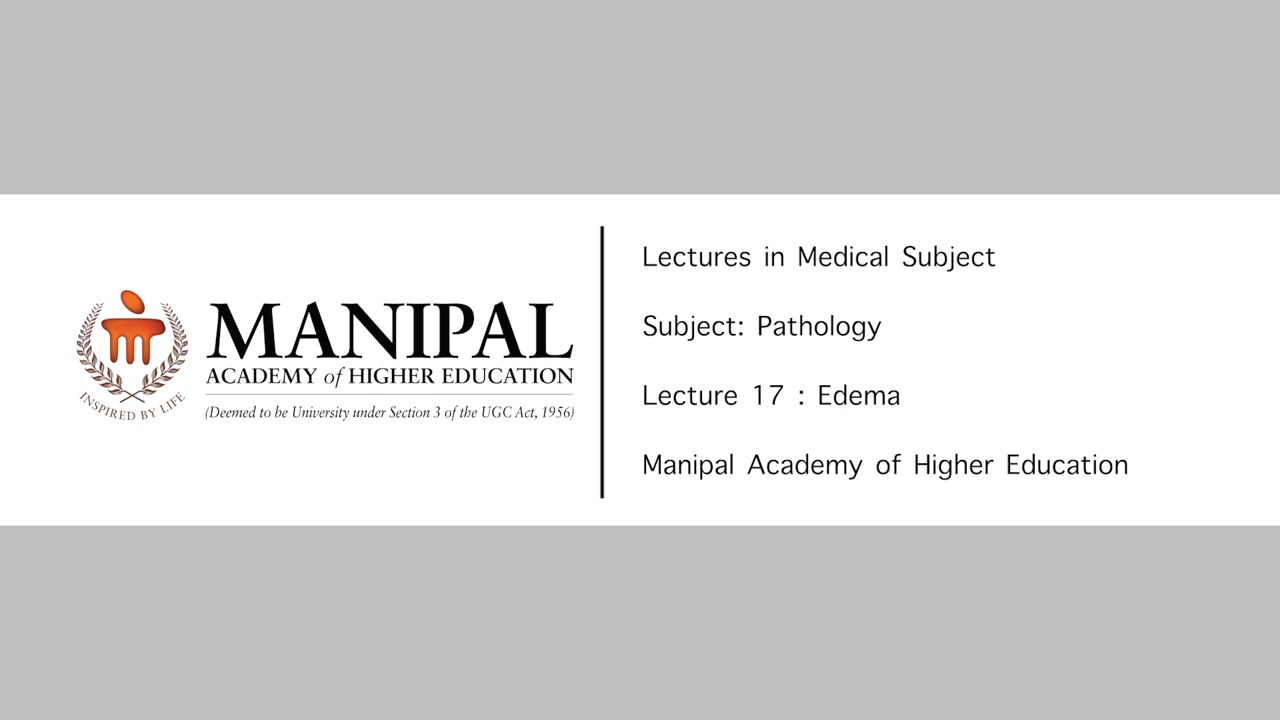 INSPIRED BY LIFE
MANIPAL
ACADEMY of HIGHER EDUCATION
(Deemed to be University under Section 3 of the UGC Act, 1956)
Lectures in Medical Subject
Subject: Pathology
Lecture 17 : Edema
Manipal Academy of Higher Education